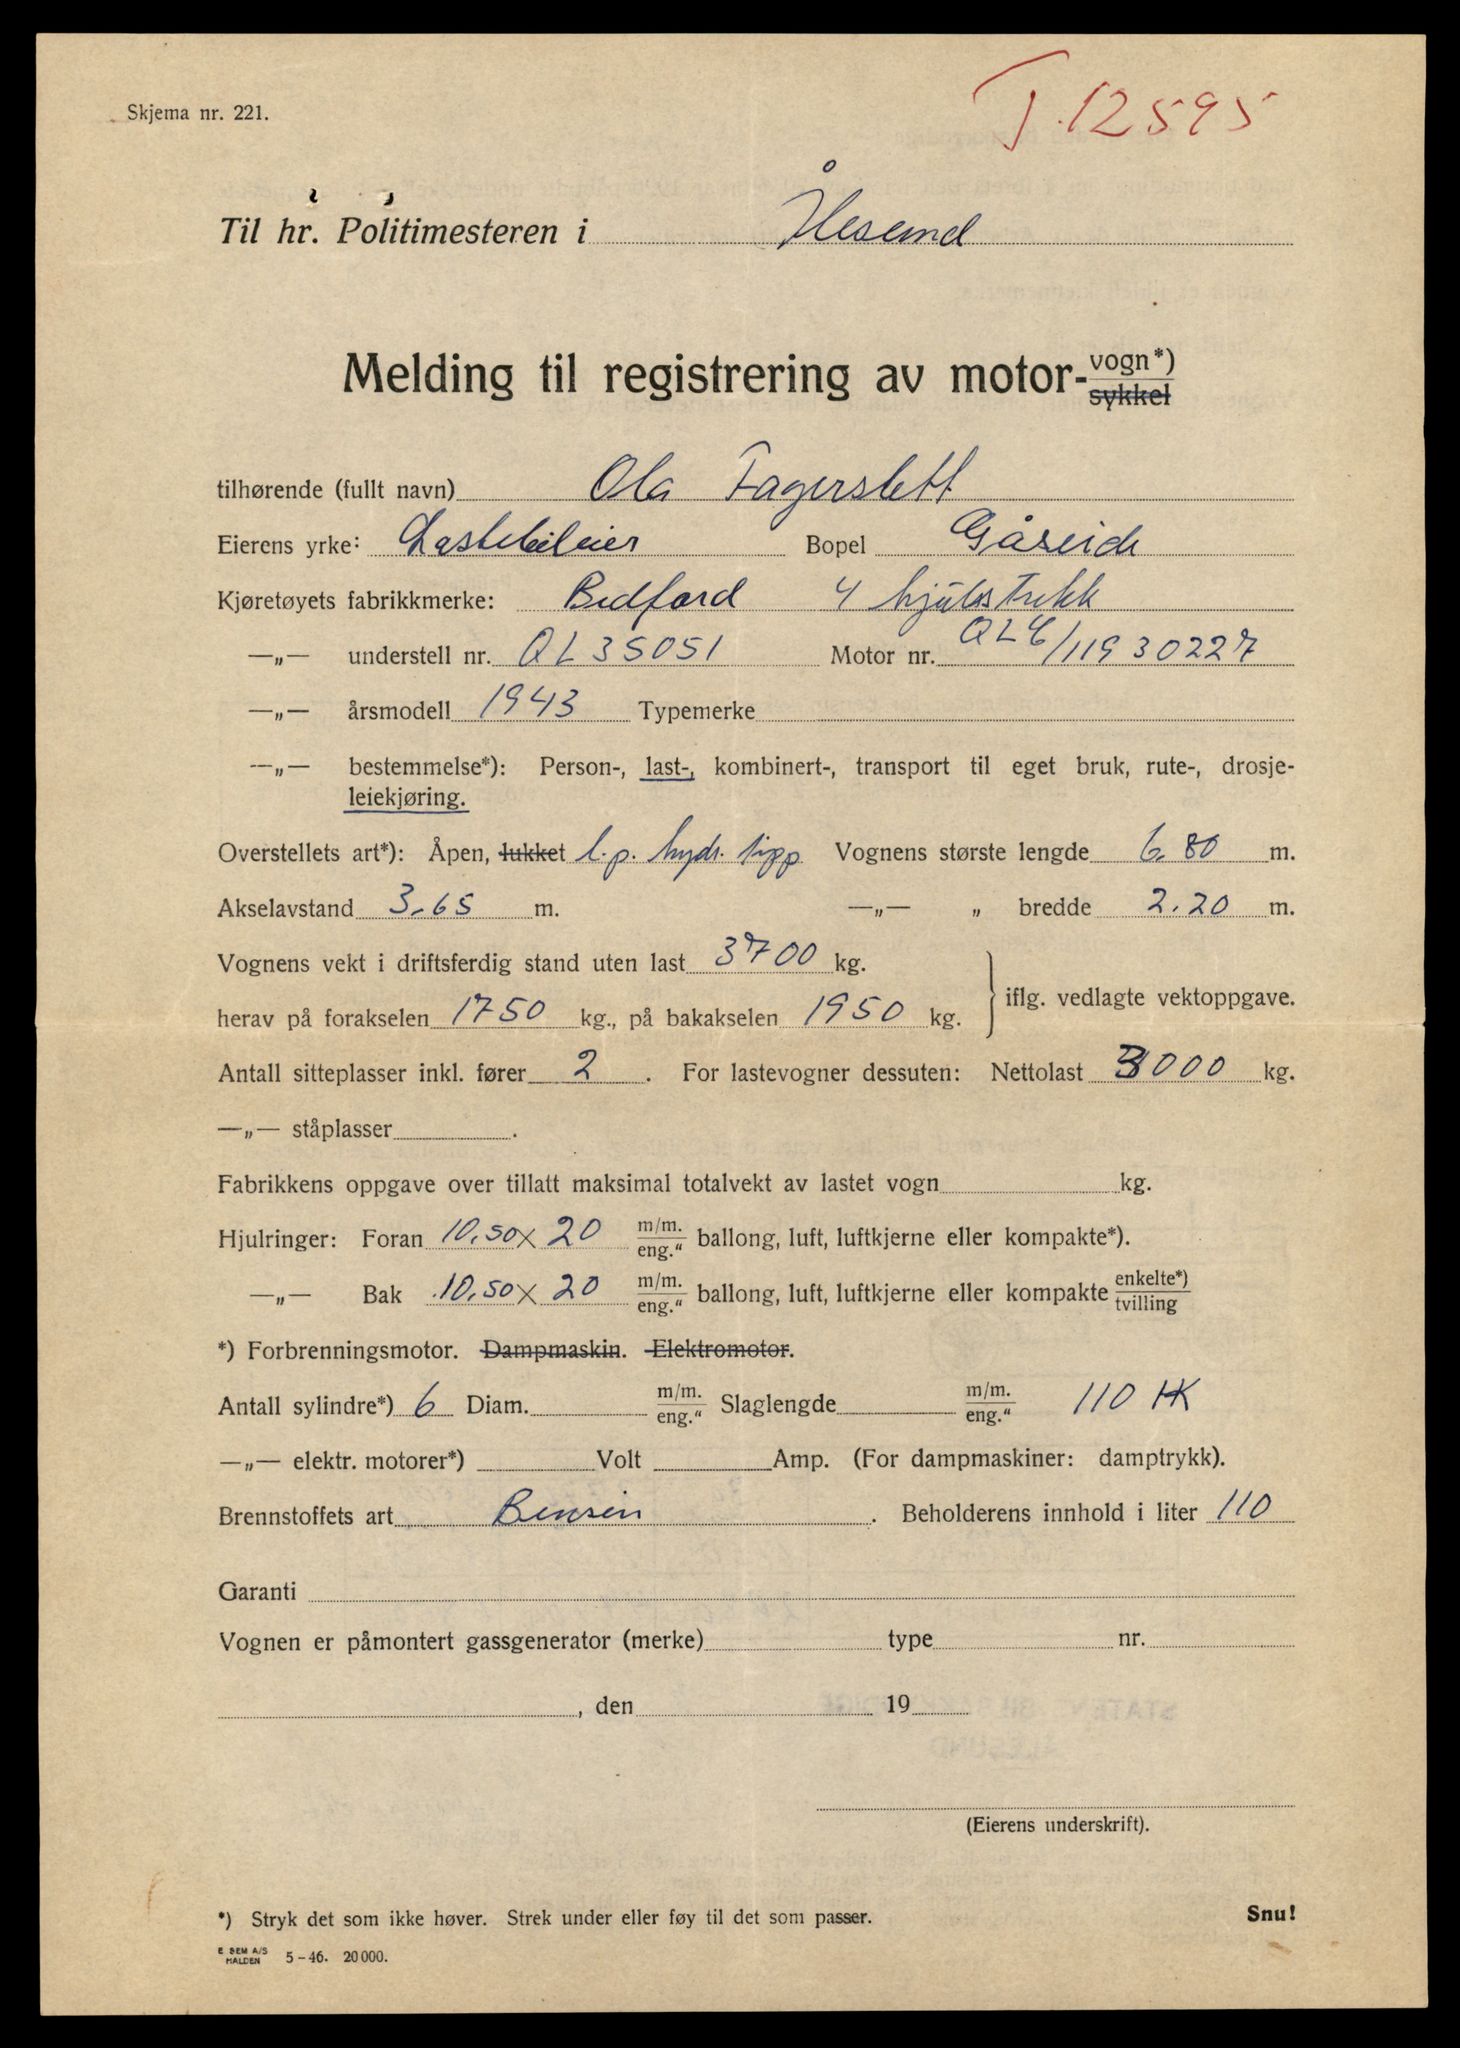 Skjema nr. 221.
T. 12595
Til hr. Politimesteren i Ålesund
Melding til registrering av motor-vogn*)
sykkel
tilhørende (fullt navn) Ola Fagerslett
Eierens yrke: Lastebileier Bopel Gåseide
Kjøretøyets fabrikkmerke: Bedford 4 hjulstrekk
—„— understell nr. QL35051 Motor nr. QLY/11930227
—„— årsmodell 1943 Typemerke
—„— bestemmelse*): Person-, last-, kombinert-, transport til eget bruk, rute-, drosje-
leiekjøring.
Overstellets art*): Åpen, lukket l.p. hydr. tipp Vognens største lengde 6.80 m.
Akselavstand 3.65 m. —„— „ bredde 2.20 m.
Vognens vekt i driftsferdig stand uten last 3700 kg.
herav på forakselen 1750 kg., på bakakselen 1950 kg. iflg. vedlagte vektoppgave.
Antall sitteplasser inkl. fører 2 . For lastevogner dessuten: Nettolast 3000 kg.
—„— ståplasser .
Fabrikkens oppgave over tillatt maksimal totalvekt av lastet vogn kg.
Hjulringer: Foran 10,50 x 20 m/m. eng." ballong, luft, luftkjerne eller kompakte*).
—„— Bak 10,50 x 20 m/m. eng." ballong, luft, luftkjerne eller kompakte enkelte*) tvilling
*) Forbrenningsmotor. Dampmaskin. Elektromotor.
Antall sylindre*) 6 Diam. m/m. eng." Slaglengde m/m. eng." 110 HK
—„— elektr. motorer*) Volt Amp. (For dampmaskiner: damptrykk).
Brennstoffets art Bensin . Beholderens innhold i liter 110
Garanti
Vognen er påmontert gassgenerator (merke) type nr.
, den 19
(Eierens underskrift).
*) Stryk det som ikke høver. Strek under eller føy til det som passer. Snu!
E SEM A/S
HALDEN 5-46. 20000.